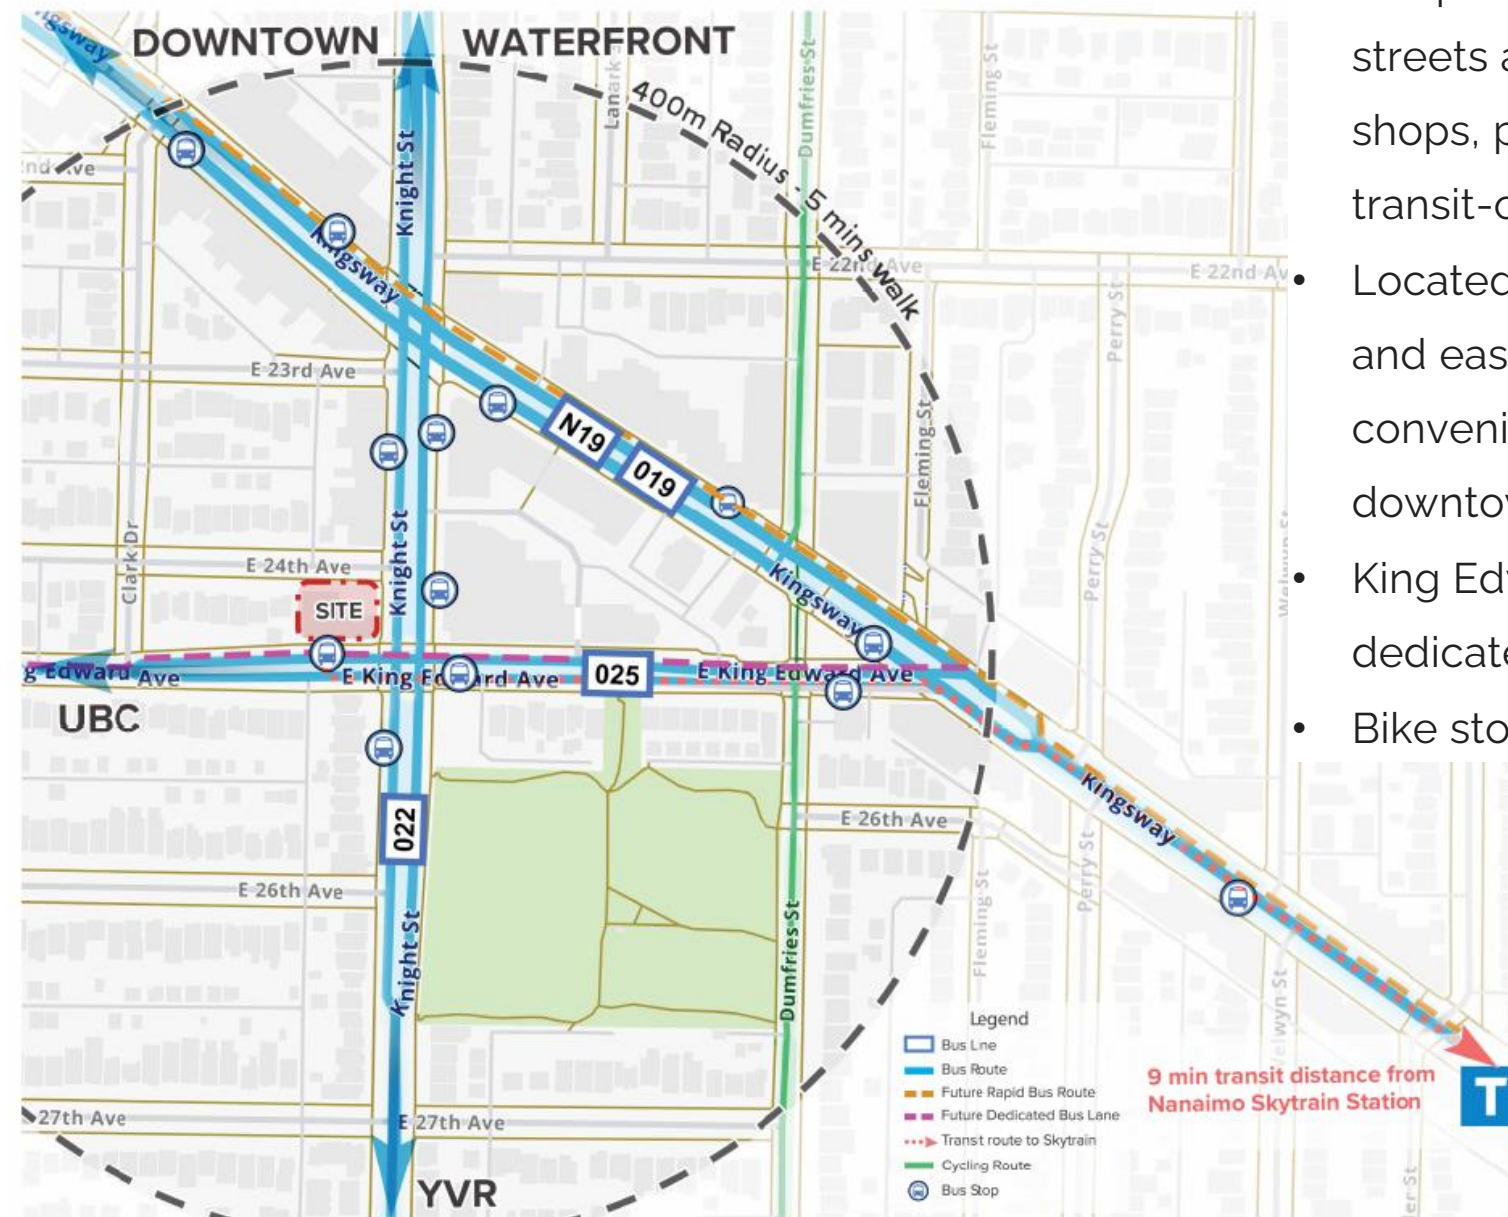 DOWNTOWN
WATERFRONT
Kingsway
Knight St
Lanark
Dumfries St
Fleming St
400m Radius - 5 mins walk
Kingsway
E 22nd Ave
E 22nd Av
Perry St
E 23rd Ave
N19
019
Fleming St
Clark Dr
Knight St
E 24th Ave
SITE
Kingsway
Perry St
g Edward Ave
E King Edward Ave
025
E King Edward Ave
UBC
Kingsway
022
E 26th Ave
Perry St
E 26th Ave
Knight St
Dumfries St
Fleming St
Welwyn St
27th Ave
E 27th Ave
YVR
Legend
Bus Line
Bus Route
Future Rapid Bus Route
Future Dedicated Bus Lane
Transit route to Skytrain
Cycling Route
Bus Stop
9 min transit distance from
Nanaimo Skytrain Station
T
streets
shops, p
transit-
• Located
and eas
conveni
downto
• King Ed
dedicate
• Bike sto